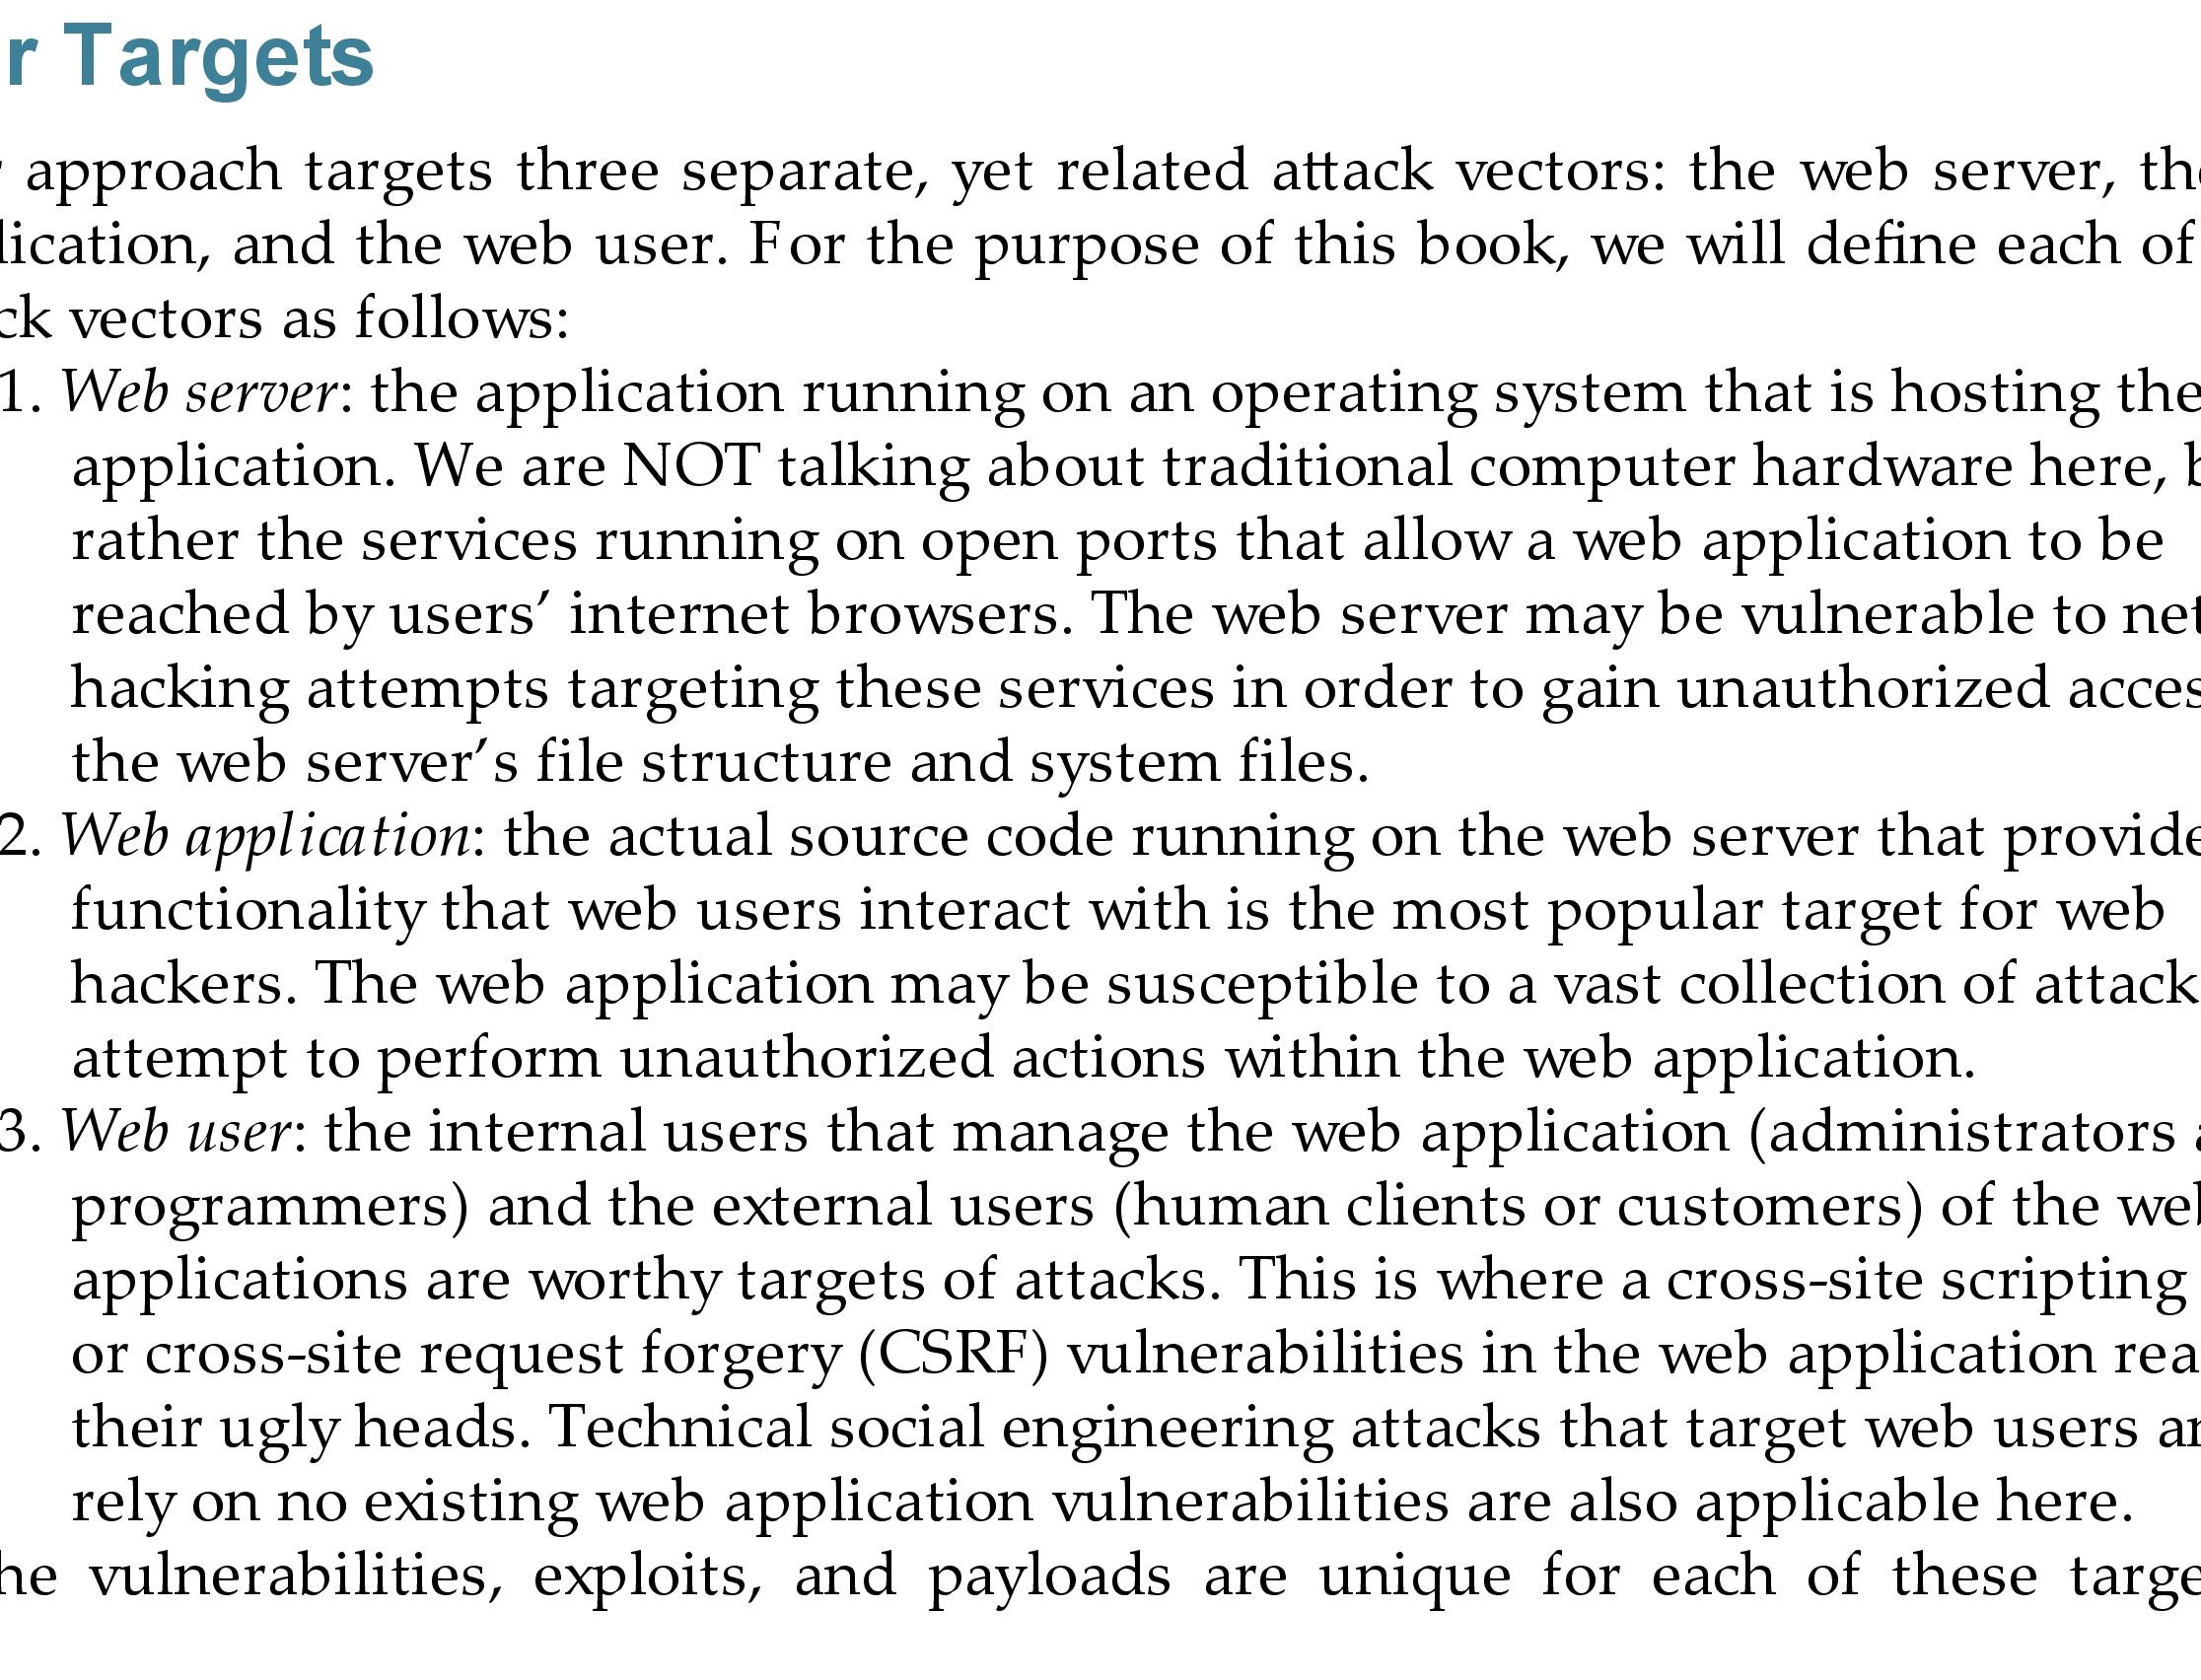 r Targets
approach targets three separate, yet related attack vectors: the web server, the
lication, and the web user. For the purpose of this book, we will define each of
ck vectors as follows:
1. Web server: the application running on an operating system that is hosting the
application. We are NOT talking about traditional computer hardware here, b
rather the services running on open ports that allow a web application to be
reached by users’ internet browsers. The web server may be vulnerable to net
hacking attempts targeting these services in order to gain unauthorized acces
the web server’s file structure and system files.
2. Web application: the actual source code running on the web server that provide
functionality that web users interact with is the most popular target for web
hackers. The web application may be susceptible to a vast collection of attack
attempt to perform unauthorized actions within the web application.
3. Web user: the internal users that manage the web application (administrators a
programmers) and the external users (human clients or customers) of the web
applications are worthy targets of attacks. This is where a cross-site scripting
or cross-site request forgery (CSRF) vulnerabilities in the web application rea
their ugly heads. Technical social engineering attacks that target web users an
rely on no existing web application vulnerabilities are also applicable here.
he vulnerabilities, exploits, and payloads are unique for each of these targe